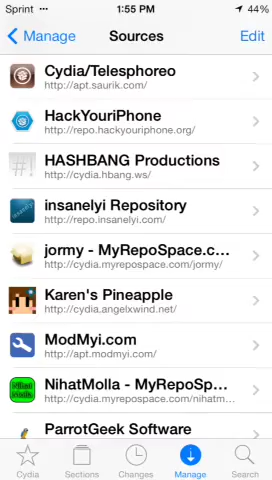 Sprint 1:55 PM 44%
Manage Sources Edit
Cydia/Telesphoreo
http://apt.saurik.com/
HackYouriPhone
http://repo.hackyouriphone.org/
#!
HASHBANG Productions
http://cydia.hbang.ws/
insanelyi
insanelyi Repository
http://repo.insanelyi.com/
jormy - MyRepoSpace.c...
http://cydia.myrepospace.com/jormy/
Karen's Pineapple
http://cydia.angelxwind.net/
ModMyi.com
http://apt.modmyi.com/
Nihat
Molla
NihatMolla - MyRepoSp...
http://cydia.myrepospace.com/nihatm...
ParrotGeek Software
Cydia Sections Changes Manage Search